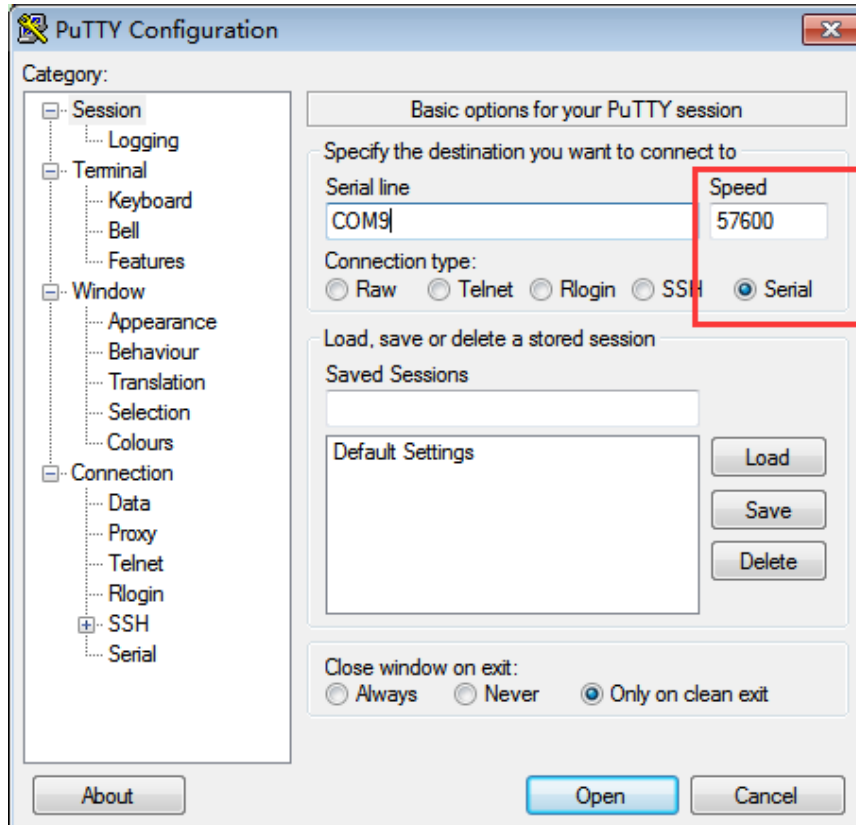 PuTTY Configuration
Category:
Session
Logging
Terminal
Keyboard
Bell
Features
Window
Appearance
Behaviour
Translation
Selection
Colours
Connection
Data
Proxy
Telnet
Rlogin
SSH
Serial
Basic options for your PuTTY session
Specify the destination you want to connect to
Serial line Speed
COM9 57600
Connection type:
Raw Telnet Rlogin SSH Serial
Load, save or delete a stored session
Saved Sessions
Default Settings
Load
Save
Delete
Close window on exit:
Always Never Only on clean exit
About Open Cancel